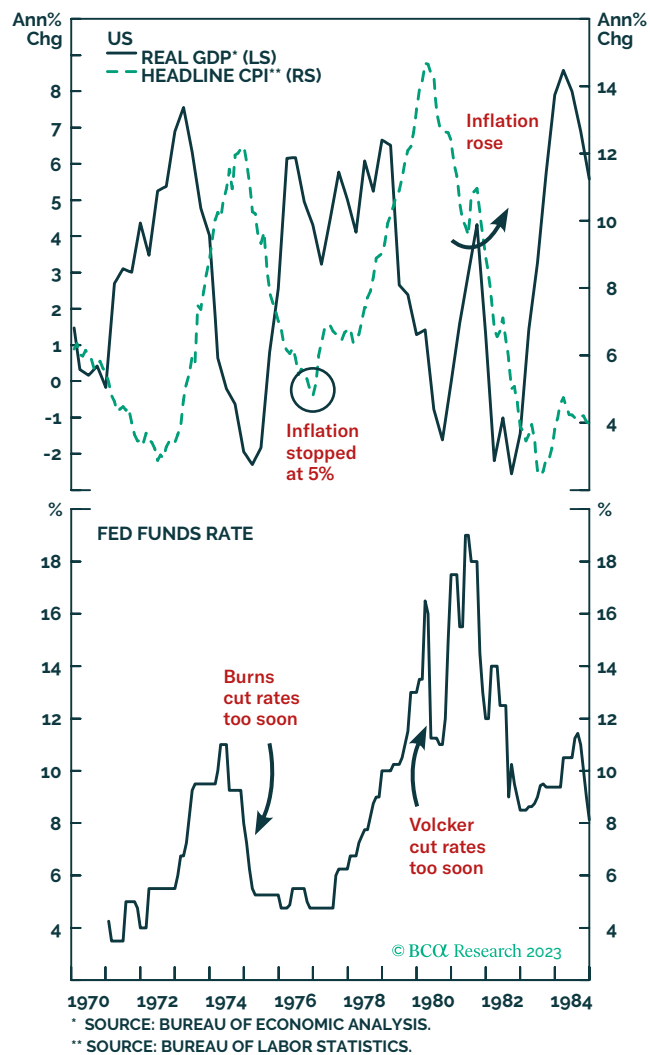 Ann%
Chg
Ann%
Chg
US
REAL GDP* (LS)
HEADLINE CPI** (RS)
8
7
6
5
4
3
2
1
0
-1
-2
14
12
10
8
6
4
Inflation
rose
Inflation
stopped
at 5%
%
%
FED FUNDS RATE
18
16
14
12
10
8
6
4
18
16
14
12
10
8
6
4
Burns
cut rates
too soon
Volcker
cut rates
too soon
© BCα Research 2023
1970 1972 1974 1976 1978 1980 1982 1984
* SOURCE: BUREAU OF ECONOMIC ANALYSIS.
** SOURCE: BUREAU OF LABOR STATISTICS.